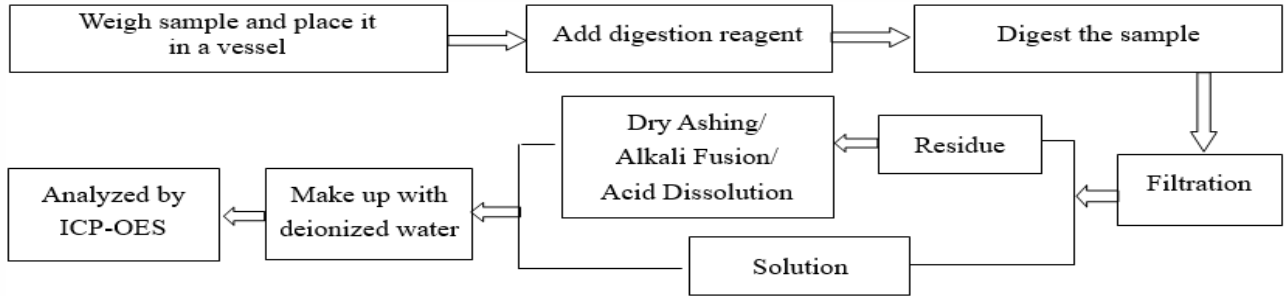 Weigh sample and place it
in a vessel
Add digestion reagent
Digest the sample
Filtration
Residue
Dry Ashing/
Alkali Fusion/
Acid Dissolution
Solution
Make up with
deionized water
Analyzed by
ICP-OES